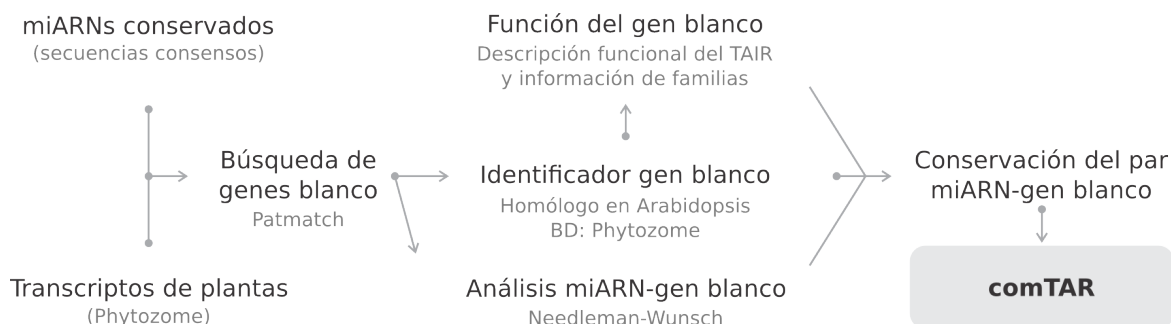 miARNs conservados
(secuencias consensos)
Transcriptos de plantas
(Phytozome)
Búsqueda de
genes blanco
Patmatch
Función del gen blanco
Descripción funcional del TAIR
y información de familias
Identificador gen blanco
Homólogo en Arabidopsis
BD: Phytozome
Análisis miARN-gen blanco
Needleman-Wunsch
Conservación del par
miARN-gen blanco
comTAR